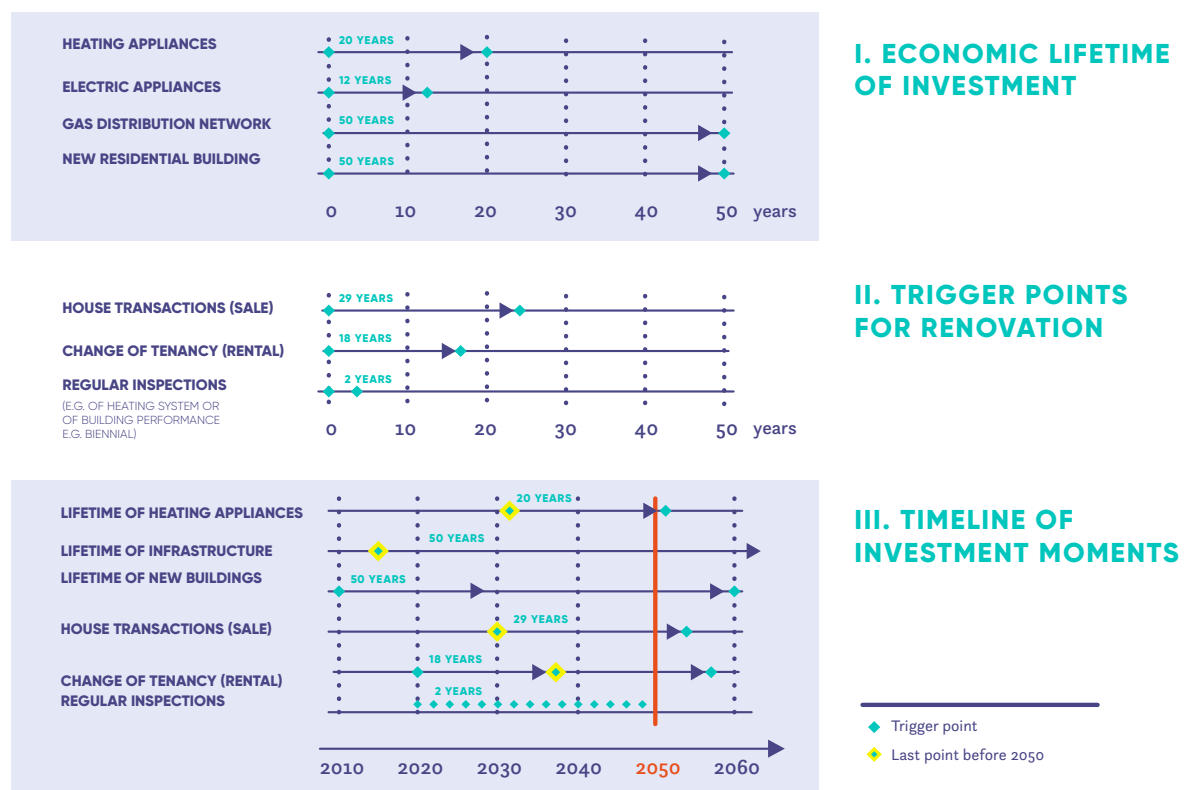 I. ECONOMIC LIFETIME
OF INVESTMENT
HEATING APPLIANCES
20 YEARS
ELECTRIC APPLIANCES
12 YEARS
GAS DISTRIBUTION NETWORK
50 YEARS
NEW RESIDENTIAL BUILDING
50 YEARS
0 10 20 30 40 50 years
II. TRIGGER POINTS
FOR RENOVATION
HOUSE TRANSACTIONS (SALE)
29 YEARS
CHANGE OF TENANCY (RENTAL)
18 YEARS
REGULAR INSPECTIONS
2 YEARS
(E.G. OF HEATING SYSTEM OR
OF BUILDING PERFORMANCE
E.G. BIENNIAL)
0 10 20 30 40 50 years
III. TIMELINE OF
INVESTMENT MOMENTS
LIFETIME OF HEATING APPLIANCES
20 YEARS
LIFETIME OF INFRASTRUCTURE
50 YEARS
LIFETIME OF NEW BUILDINGS
50 YEARS
HOUSE TRANSACTIONS (SALE)
29 YEARS
CHANGE OF TENANCY (RENTAL)
18 YEARS
REGULAR INSPECTIONS
2 YEARS
2010 2020 2030 2040 2050 2060
Trigger point
Last point before 2050